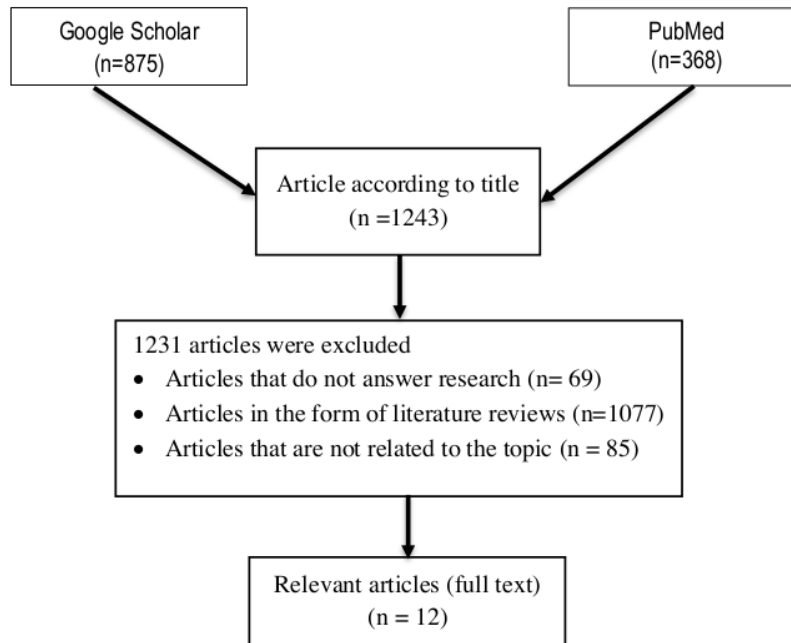 Google Scholar
(n=875)
PubMed
(n=368)
Article according to title
(n =1243)
1231 articles were excluded
• Articles that do not answer research (n= 69)
• Articles in the form of literature reviews (n=1077)
• Articles that are not related to the topic (n = 85)
Relevant articles (full text)
(n = 12)